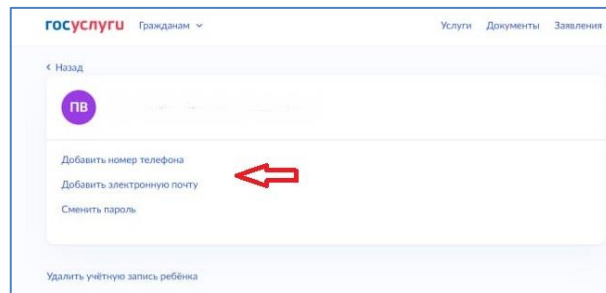 госуслуги Гражданам Услуги Документы Заявления
Назад
ПВ
Добавить номер телефона
Добавить электронную почту
Сменить пароль
Удалить учётную запись ребёнка